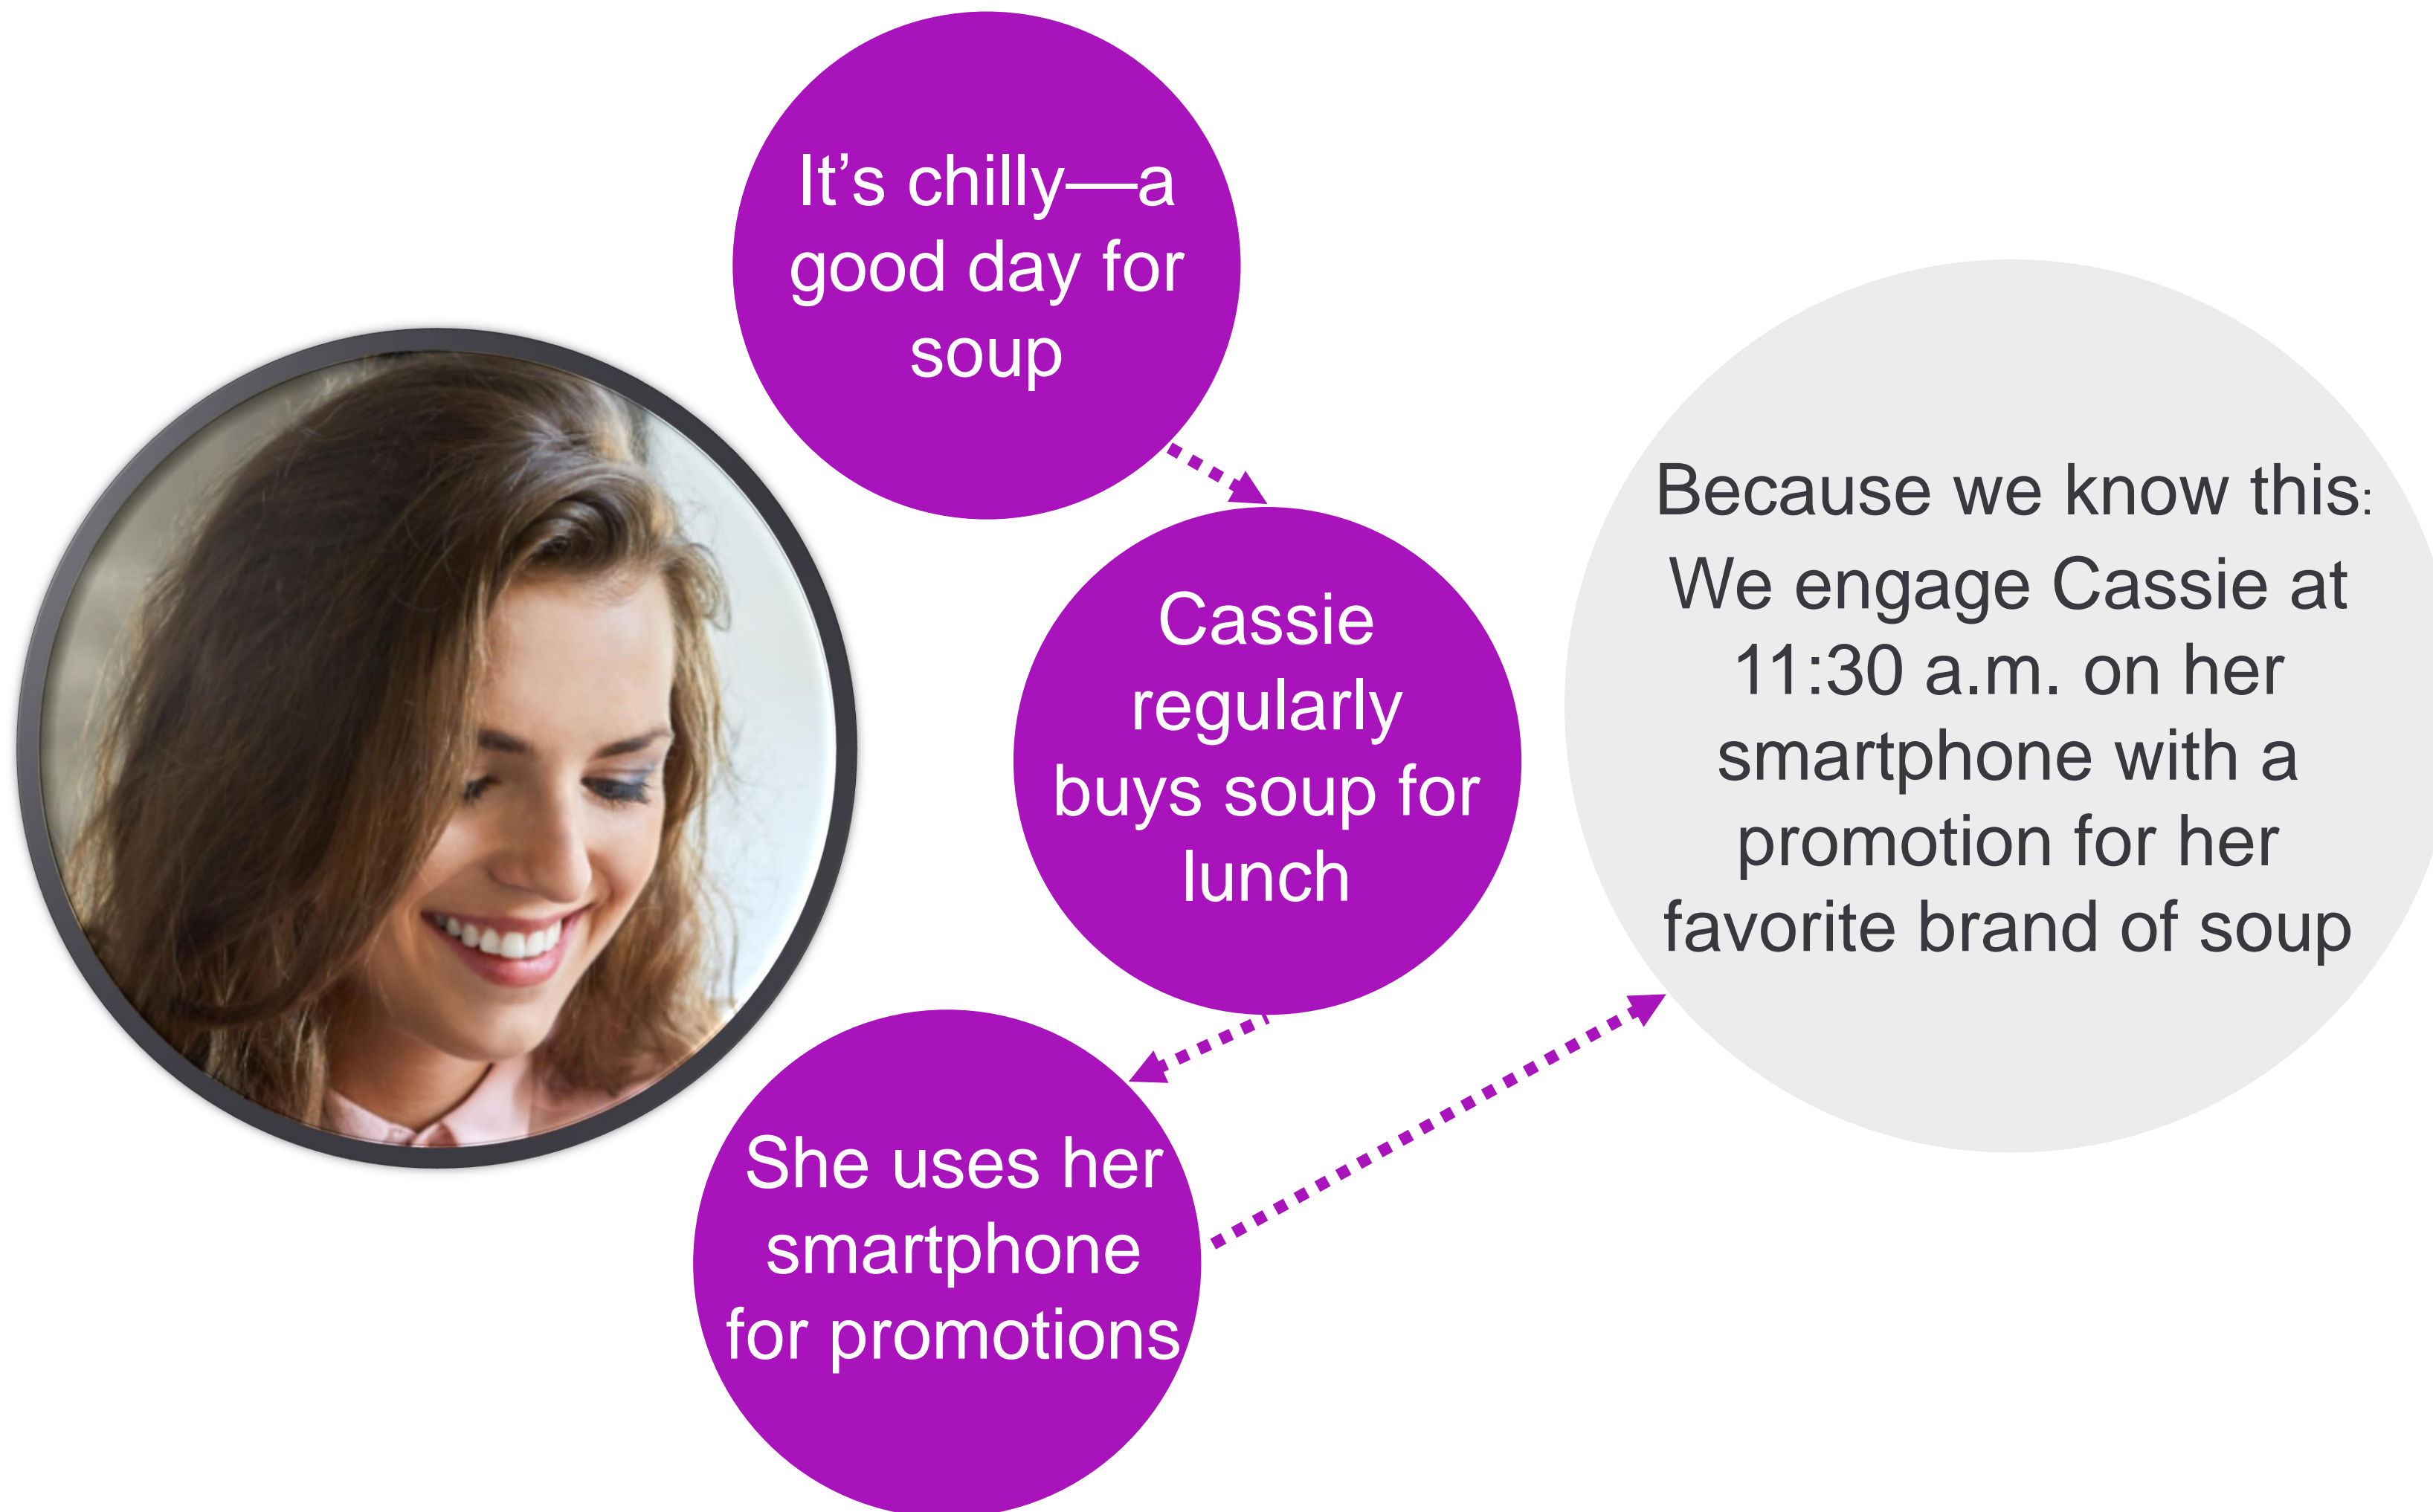 It’s chilly—a
good day for
soup
Cassie
regularly
buys soup for
lunch
She uses her
smartphone
for promotions
Because we know this:
We engage Cassie at
11:30 a.m. on her
smartphone with a
promotion for her
favorite brand of soup